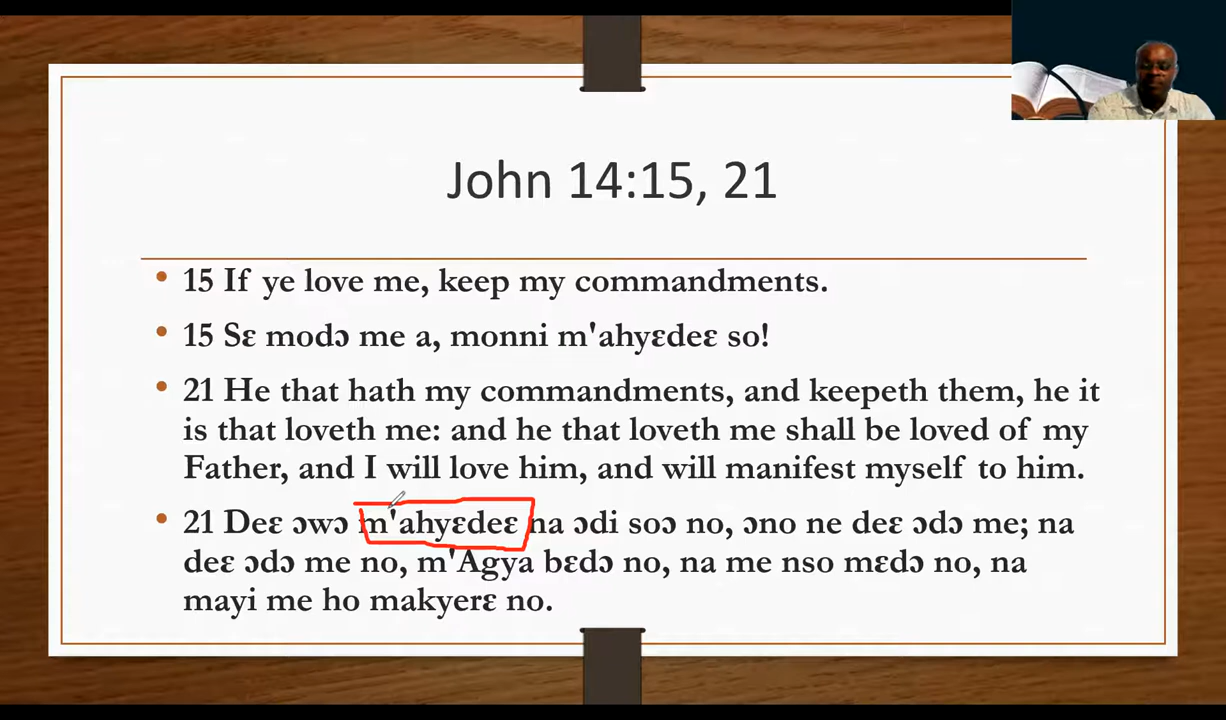 John 14:15, 21
• 15 If ye love me, keep my commandments.
• 15 Sɛ modɔ me a, monni m'ahyɛdeɛ so!
• 21 He that hath my commandments, and keepeth them, he it
is that loveth me: and he that loveth me shall be loved of my
Father, and I will love him, and will manifest myself to him.
• 21 Deɛ ɔwɔ m'ahyɛdeɛ na ɔdi soɔ no, ɔno ne deɛ ɔdɔ me; na
deɛ ɔdɔ me no, m'Agya bɛdɔ no, na me nso mɛdɔ no, na
mayi me ho makyerɛ no.